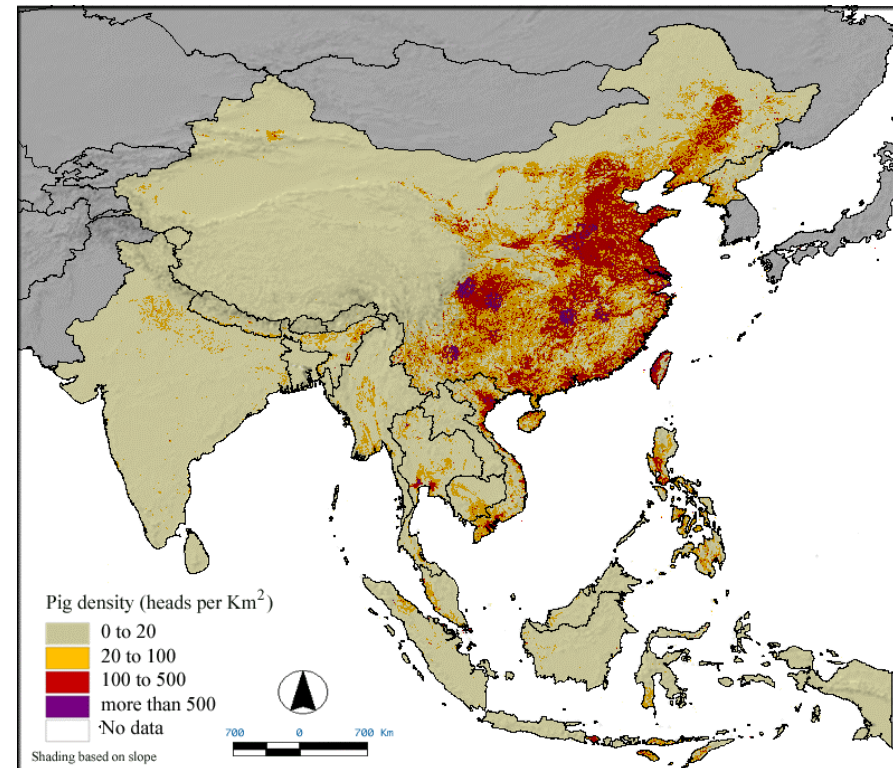 Pig density (heads per Km²)
0 to 20
20 to 100
100 to 500
more than 500
No data
Shading based on slope
700 0 700 Km